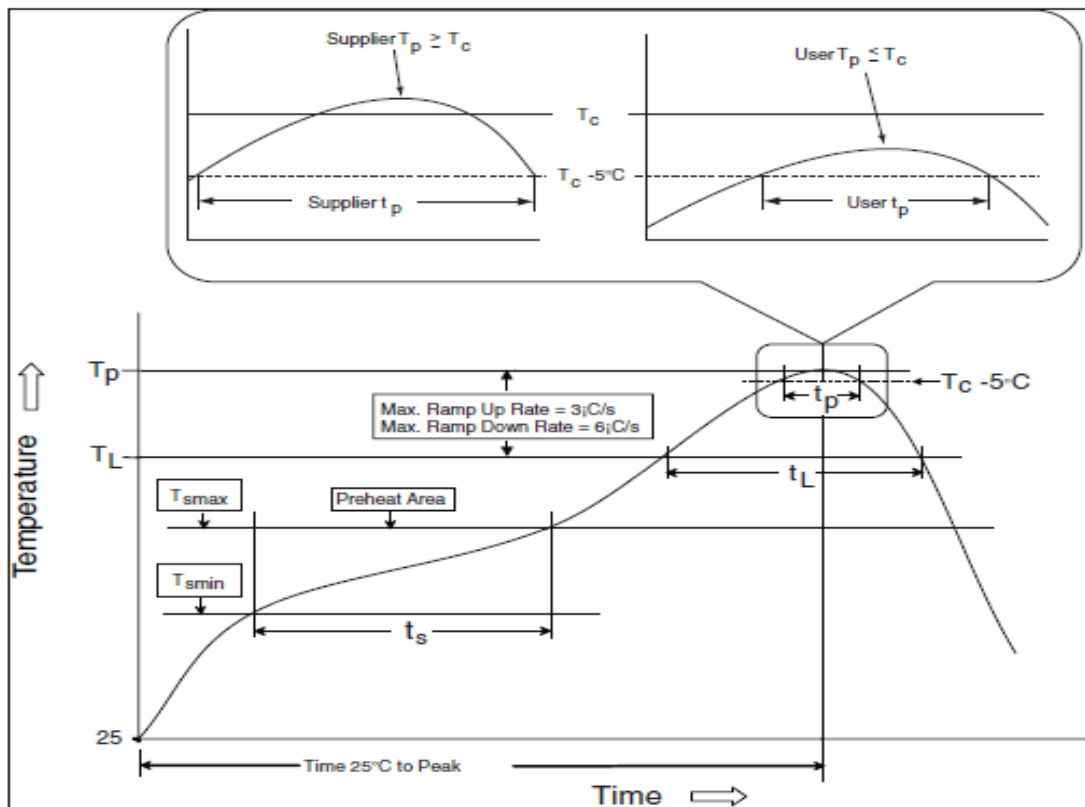 Supplier Tp ≥ Tc
User Tp ≤ Tc
Tc
Tc -5°C
Supplier tp
User tp
Tp
Tc -5°C
tp
Max. Ramp Up Rate = 3¡C/s
Max. Ramp Down Rate = 6¡C/s
TL
tL
Tsmax
Preheat Area
Tsmin
ts
Temperature
25
Time 25°C to Peak
Time